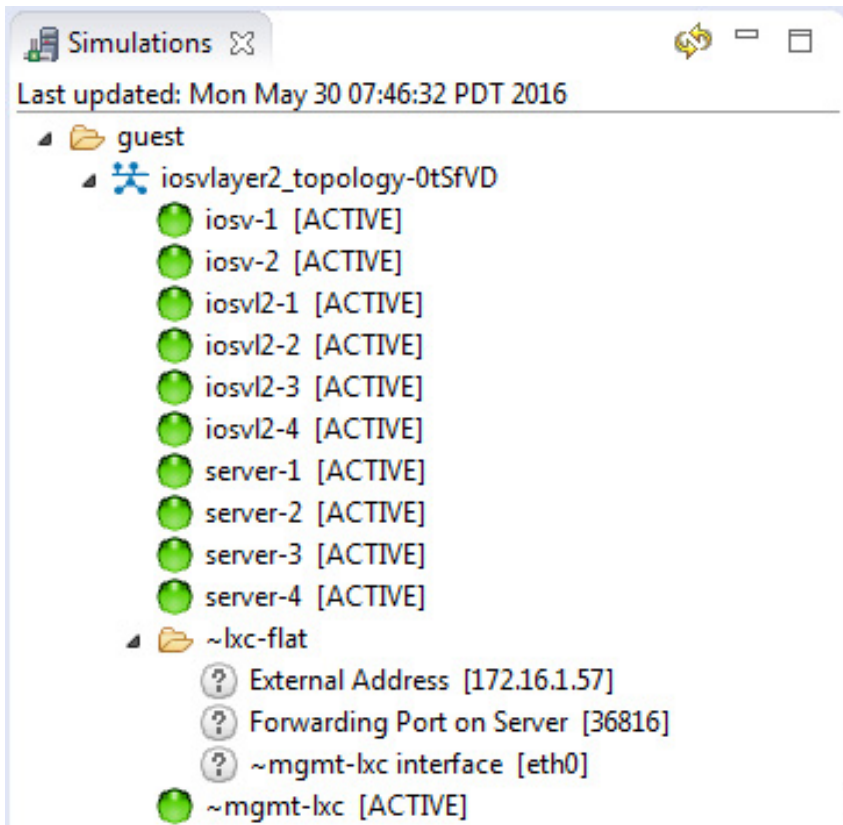 Simulations
Last updated: Mon May 30 07:46:32 PDT 2016
guest
iosvlayer2_topology-0tSfVD
iosv-1 [ACTIVE]
iosv-2 [ACTIVE]
iosvl2-1 [ACTIVE]
iosvl2-2 [ACTIVE]
iosvl2-3 [ACTIVE]
iosvl2-4 [ACTIVE]
server-1 [ACTIVE]
server-2 [ACTIVE]
server-3 [ACTIVE]
server-4 [ACTIVE]
~lxc-flat
External Address [172.16.1.57]
Forwarding Port on Server [36816]
~mgmt-lxc interface [eth0]
~mgmt-lxc [ACTIVE]